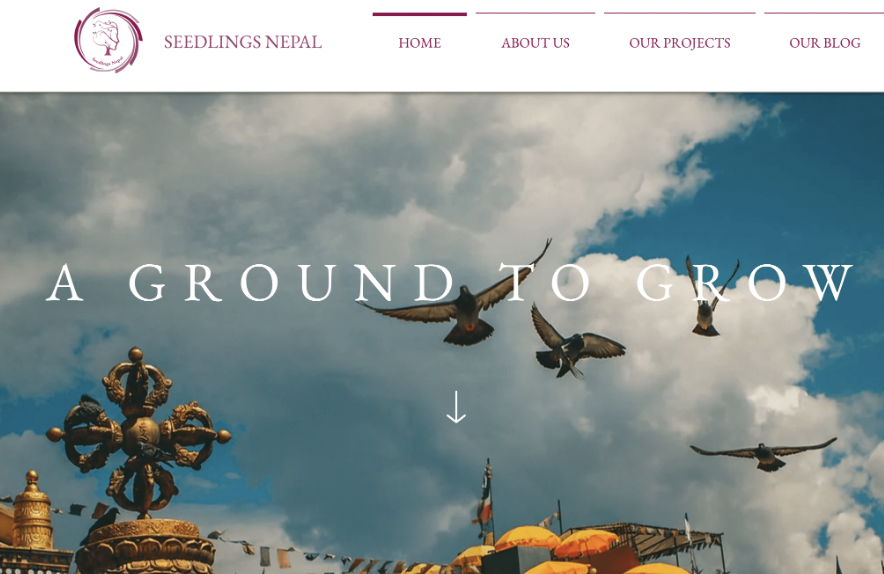 Seedlings Nepal
SEEDLINGS NEPAL
HOME
ABOUT US
OUR PROJECTS
OUR BLOG
A GROUND TO GROW